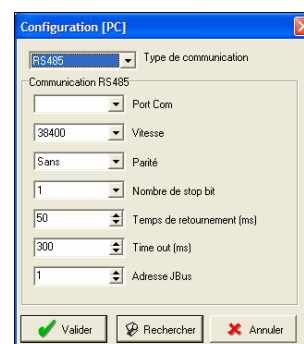 Configuration [PC]
RS485 Type de communication
Communication RS485
Port Com
38400 Vitesse
Sans Parité
1 Nombre de stop bit
50 Temps de retournement (ms)
300 Time out (ms)
1 Adresse JBus
Valider Rechercher Annuler